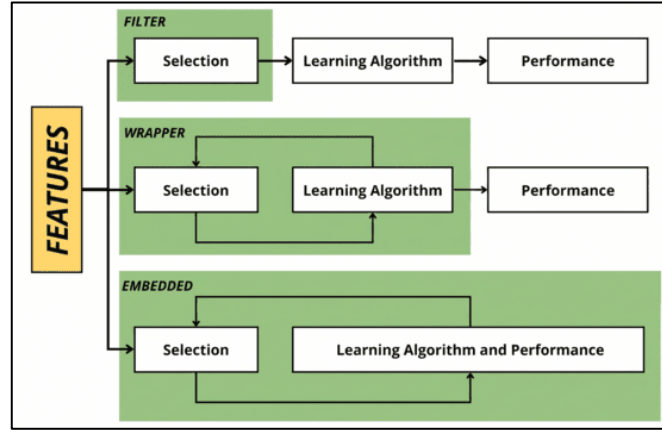 FEATURES
FILTER
Selection
Learning Algorithm
Performance
WRAPPER
Selection
Learning Algorithm
Performance
EMBEDDED
Selection
Learning Algorithm and Performance